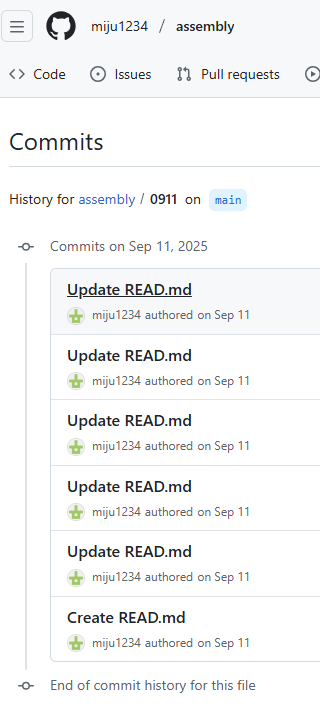 miju1234 / assembly
Code Issues Pull requests
Commits
History for assembly / 0911 on main
Commits on Sep 11, 2025
Update READ.md
miju1234 authored on Sep 11
Update READ.md
miju1234 authored on Sep 11
Update READ.md
miju1234 authored on Sep 11
Update READ.md
miju1234 authored on Sep 11
Update READ.md
miju1234 authored on Sep 11
Create READ.md
miju1234 authored on Sep 11
End of commit history for this file